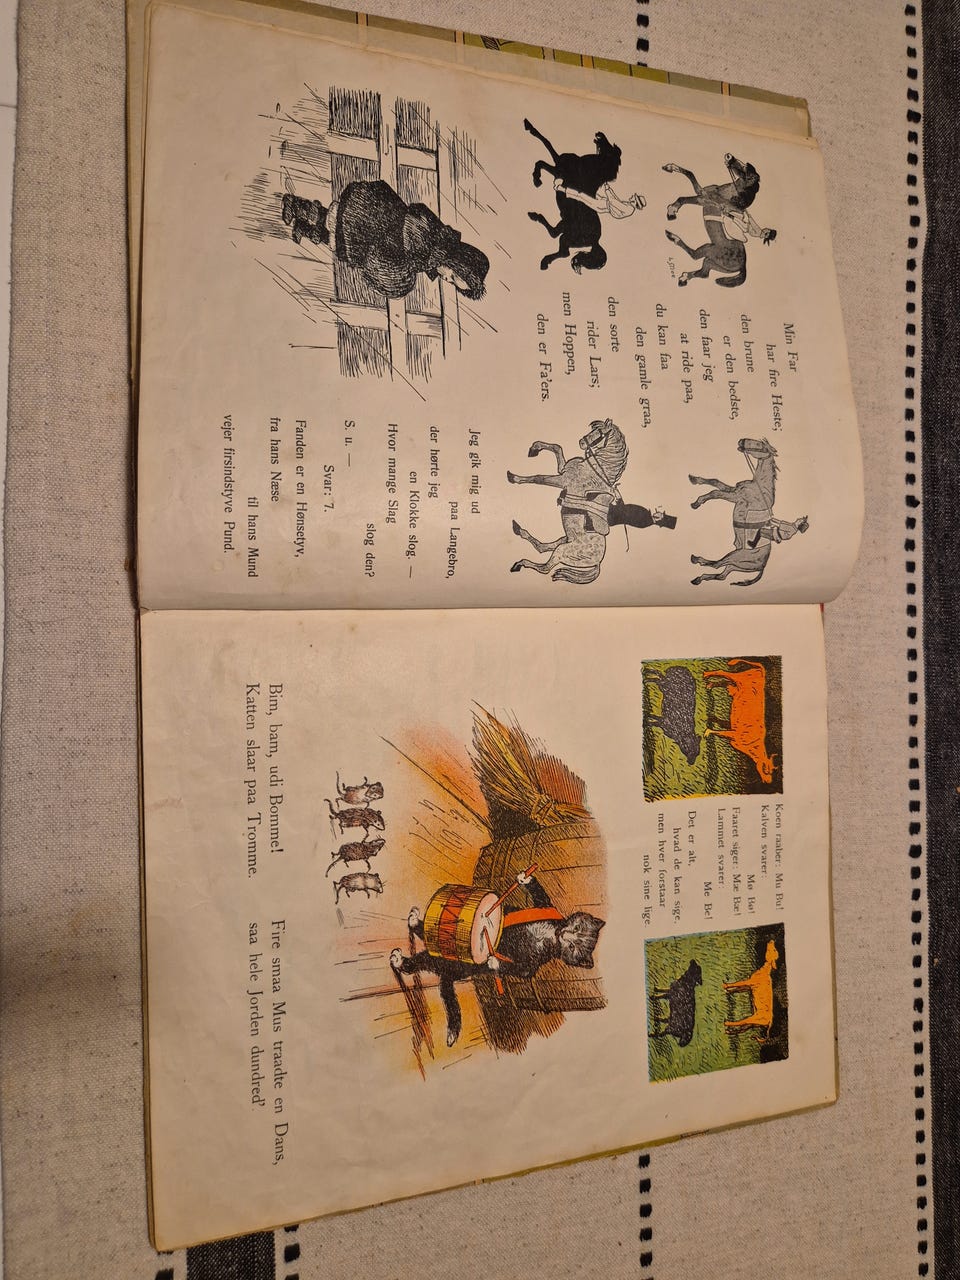 Min Far
har fire Heste;
den brune
er den bedste,
den faar jeg
at ride paa,
du kan faa
den gamle graa,
den sorte
rider Lars;
men Hoppen,
den er Fa'ers.
Jeg gik mig ud
paa Langebro,
der hørte jeg
en Klokke slog. —
Hvor mange Slag
slog den?
S. u. —
Svar: 7.
Fanden er en Hønsetyv,
fra hans Næse
til hans Mund
vejer firsindstyve Pund.
Koen raaber: Mu Bu!
Kalven svarer:
Mø Bø!
Faaret siger: Mæ Bæ!
Lammet svarer:
Me Be!
Det er alt,
hvad de kan sige,
men hver forstaar
nok sine lige.
Bim, bam, udi Bomme!
Katten slaar paa Tromme.
Fire smaa Mus traadte en Dans,
saa hele Jorden dundred'